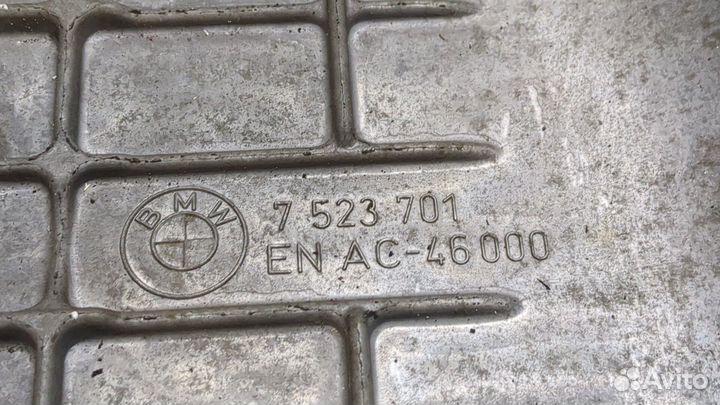 BMW
7 523 701
EN AC-46000
Avito